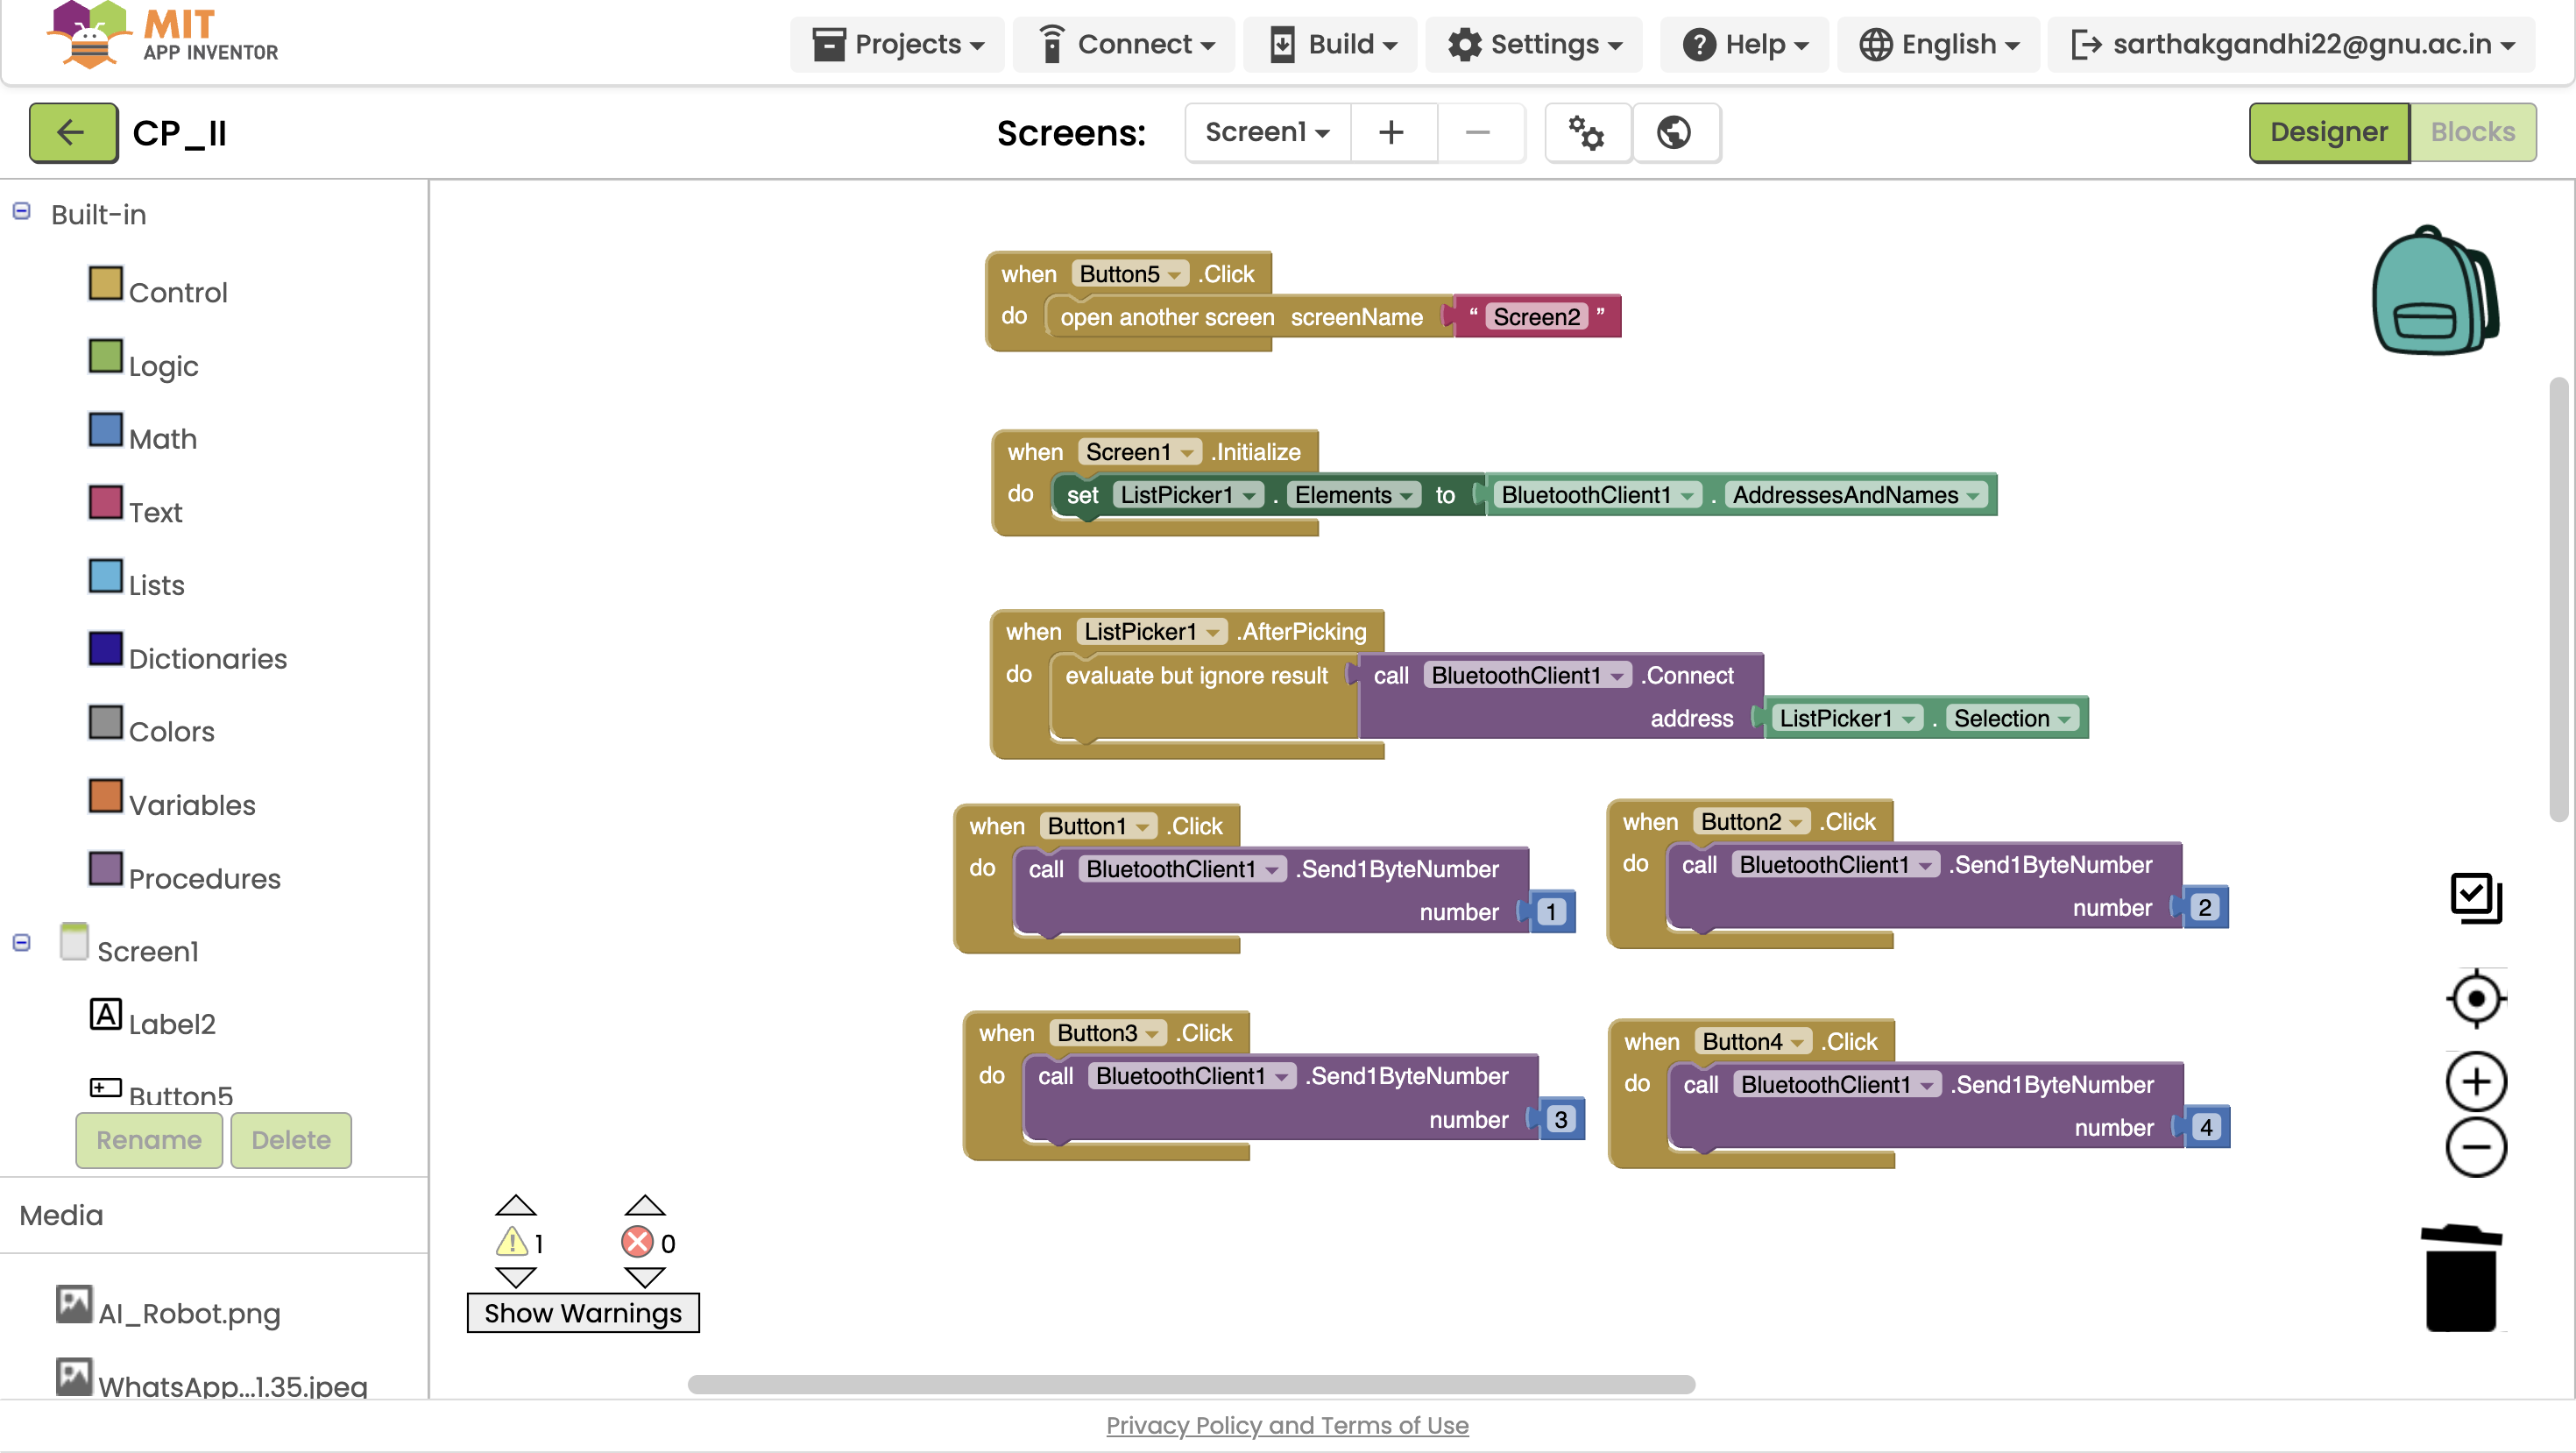 MIT
APP INVENTOR
Projects
Connect
Build
Settings
Help
English
sarthakgandhi22@gnu.ac.in
CP_II
Screens:
Screen1
Designer
Blocks
Built-in
Control
Logic
Math
Text
Lists
Dictionaries
Colors
Variables
Procedures
Screen1
Label2
Button5
Rename
Delete
Media
AI_Robot.png
WhatsApp...1.35.jpeg
when Button5 .Click
do open another screen screenName “ Screen2 ”
when Screen1 .Initialize
do set ListPicker1 . Elements to BluetoothClient1 . AddressesAndNames
when ListPicker1 .AfterPicking
do evaluate but ignore result call BluetoothClient1 .Connect
address ListPicker1 . Selection
when Button1 .Click
do call BluetoothClient1 .Send1ByteNumber
number 1
when Button2 .Click
do call BluetoothClient1 .Send1ByteNumber
number 2
when Button3 .Click
do call BluetoothClient1 .Send1ByteNumber
number 3
when Button4 .Click
do call BluetoothClient1 .Send1ByteNumber
number 4
1
0
Show Warnings
Privacy Policy and Terms of Use